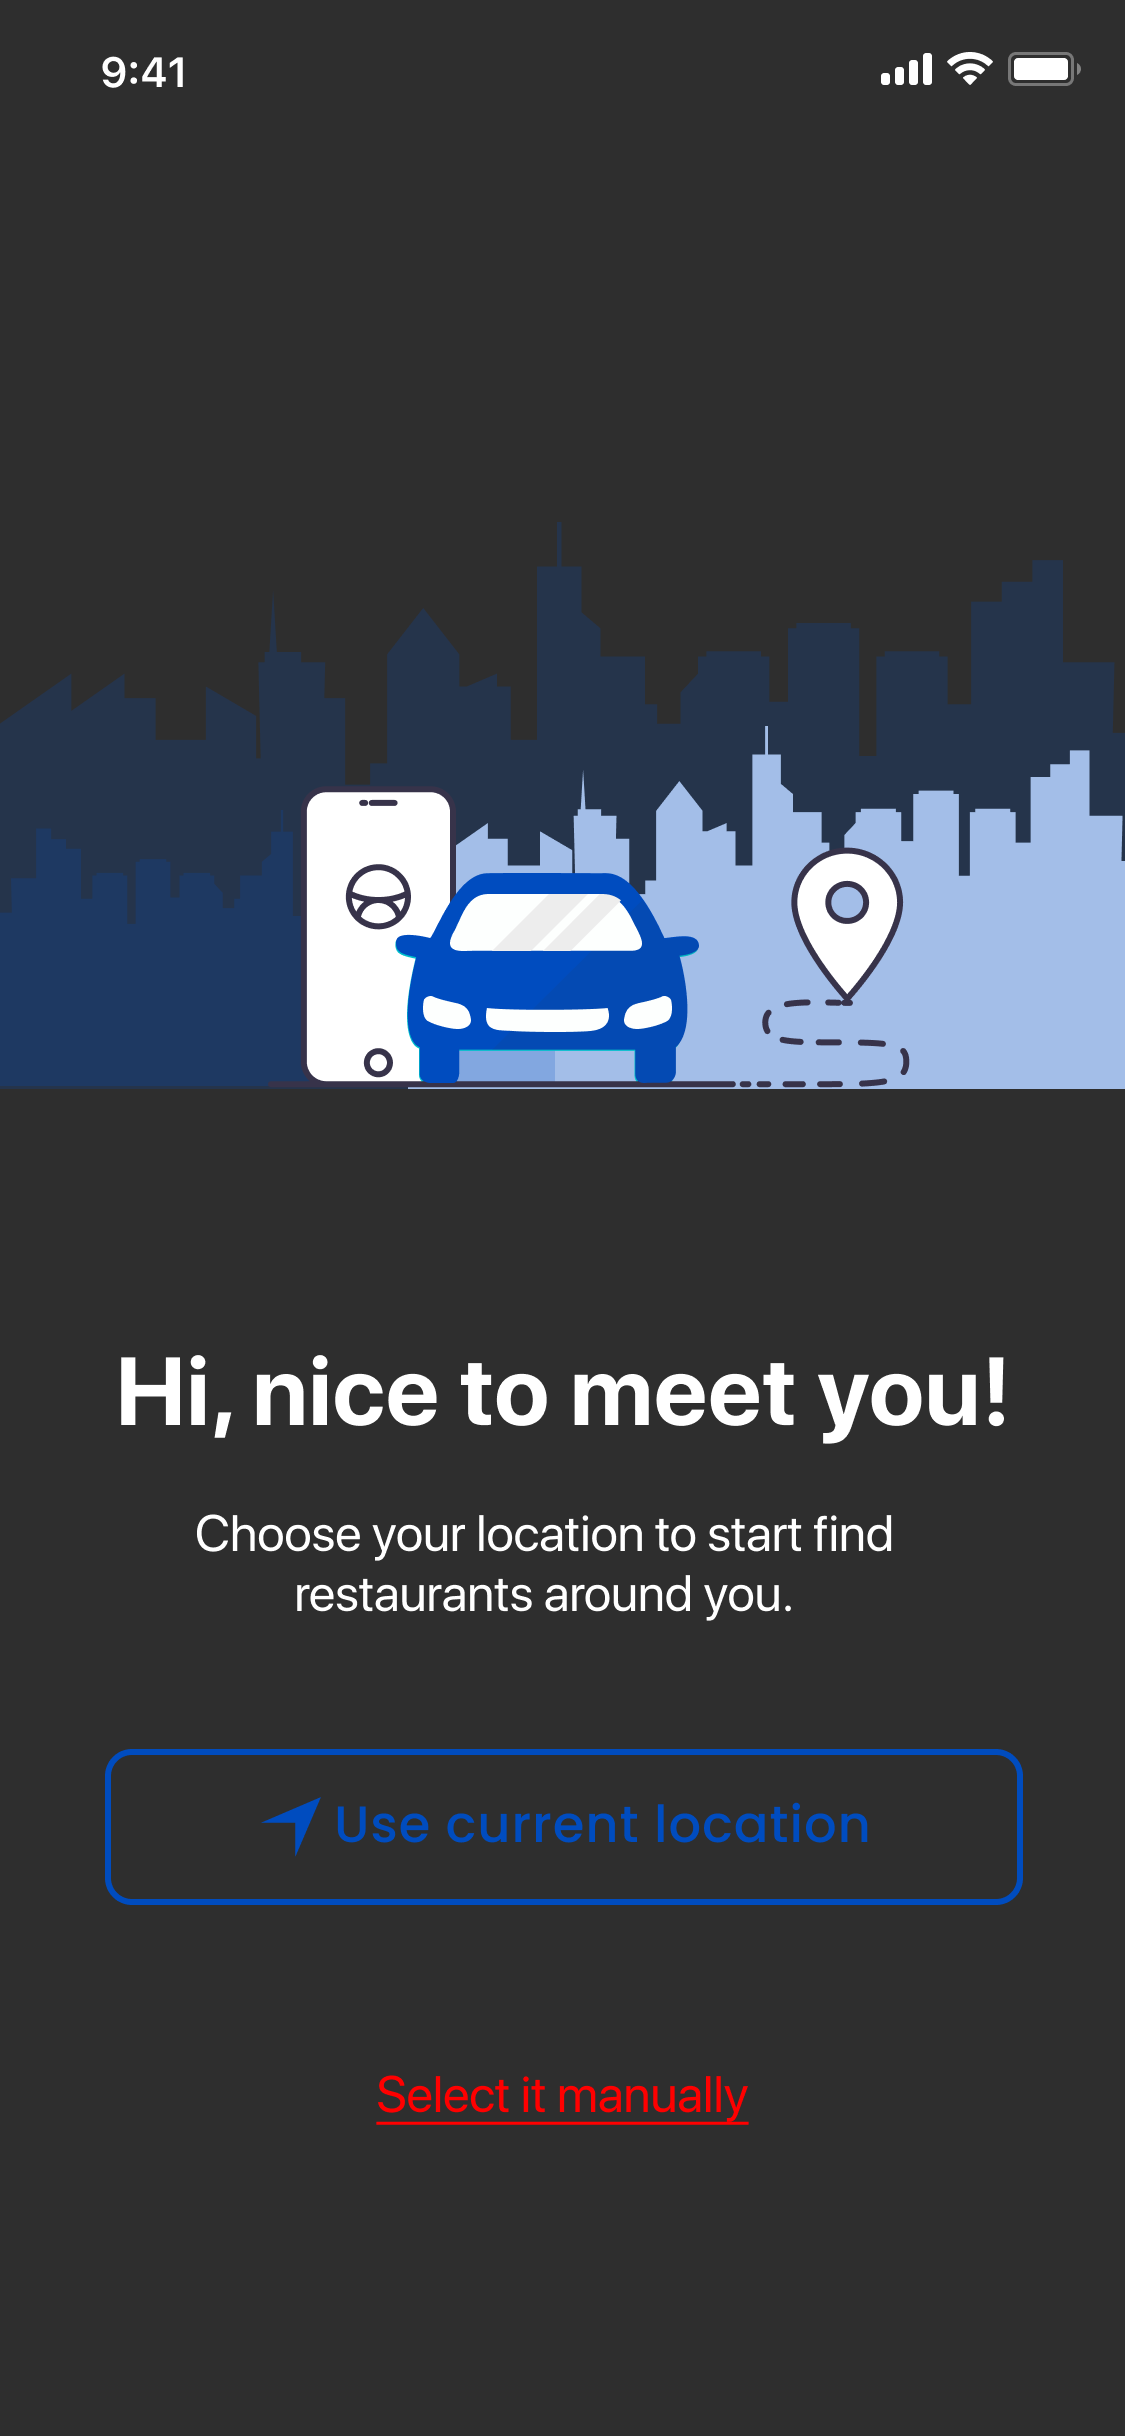 9:41
Hi, nice to meet you!
Choose your location to start find
restaurants around you.
Use current location
Select it manually